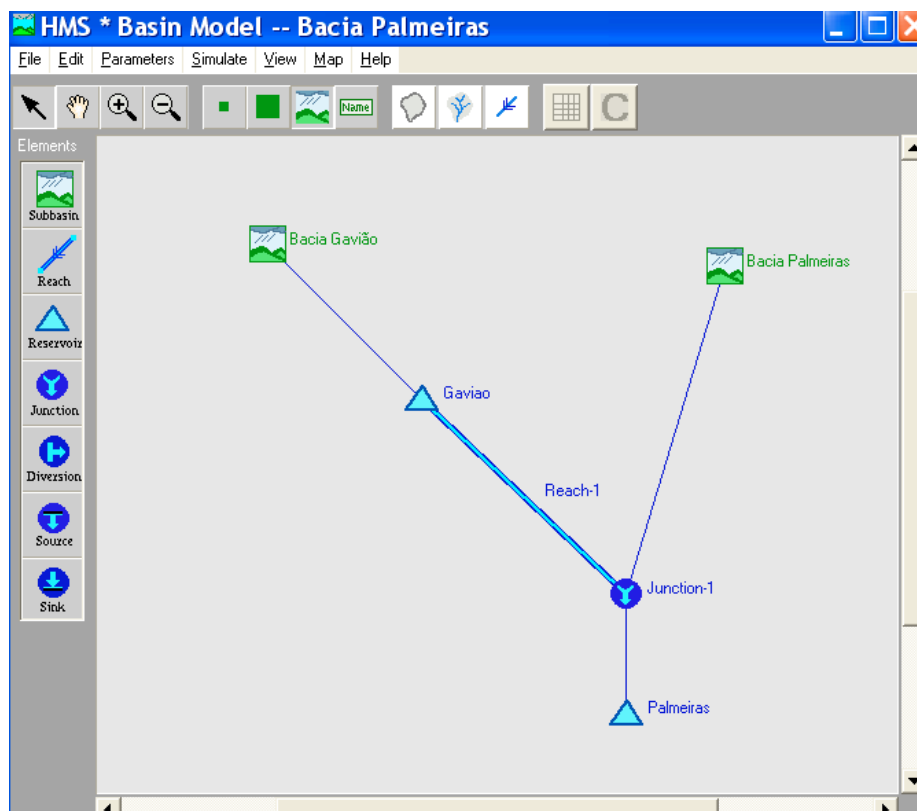 HMS * Basin Model -- Bacia Palmeiras
File Edit Parameters Simulate View Map Help
Name
C
Elements
Subbasin
Reach
Reservoir
Junction
Diversion
Source
Sink
Bacia Gavião
Bacia Palmeiras
Gaviao
Reach-1
Junction-1
Palmeiras